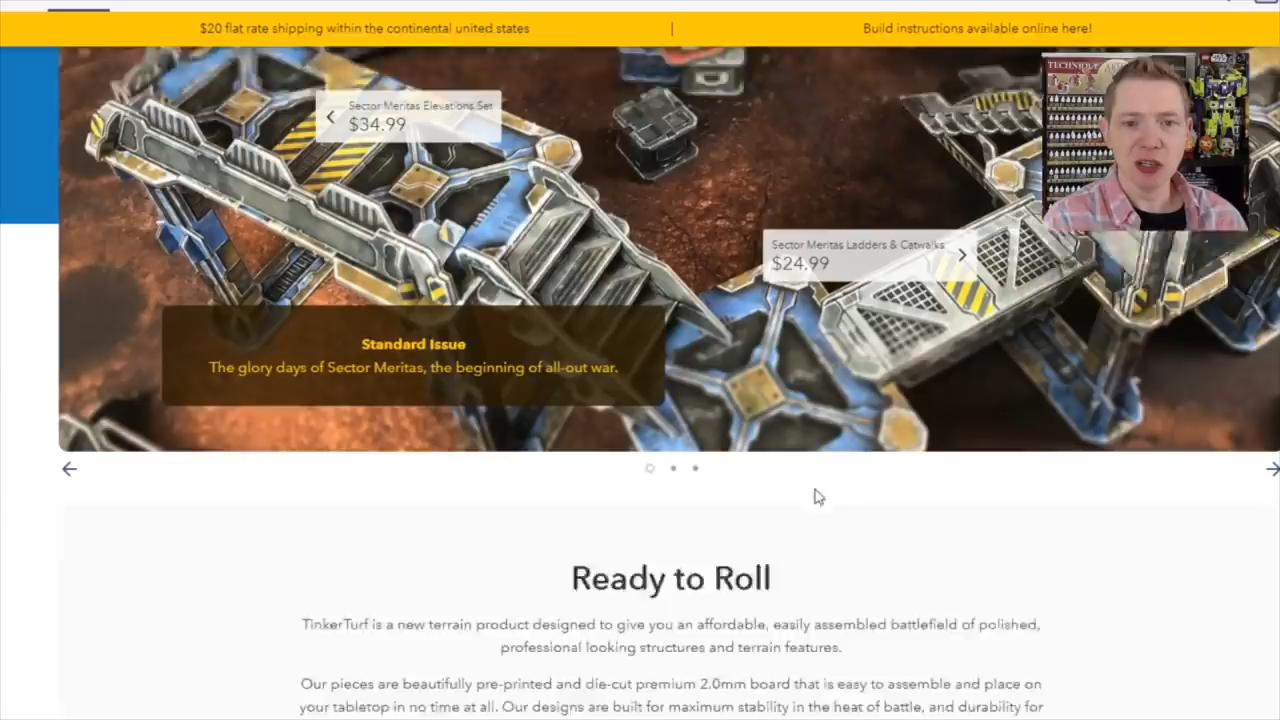 $20 flat rate shipping within the continental united states | Build instructions available online here!
TECHNIQUE
Sector Meritas Elevations Set
$34.99
Sector Meritas Ladders & Catwalks
$24.99
Standard Issue
The glory days of Sector Meritas, the beginning of all-out war.
Ready to Roll
TinkerTurf is a new terrain product designed to give you an affordable, easily assembled battlefield of polished,
professional looking structures and terrain features.
Our pieces are beautifully pre-printed and die-cut premium 2.0mm board that is easy to assemble and place on
your tabletop in no time at all. Our designs are built for maximum stability in the heat of battle, and durability for